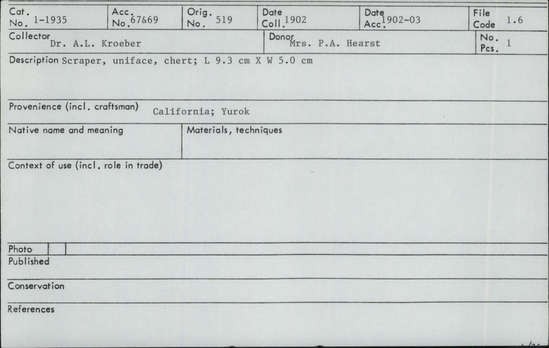 Cat. No. 1-1935 Acc. No. 67&69 Orig. No. 519 Date Coll. 1902 Date Acc. 1902-03 File Code 1.6
Collector Dr. A.L. Kroeber Donor Mrs. P.A. Hearst No. Pcs. 1
Description Scraper, uniface, chert; L 9.3 cm X W 5.0 cm
Provenience (incl. craftsman) California; Yurok
Native name and meaning Materials, techniques
Context of use (incl. role in trade)
Photo
Published
Conservation
References